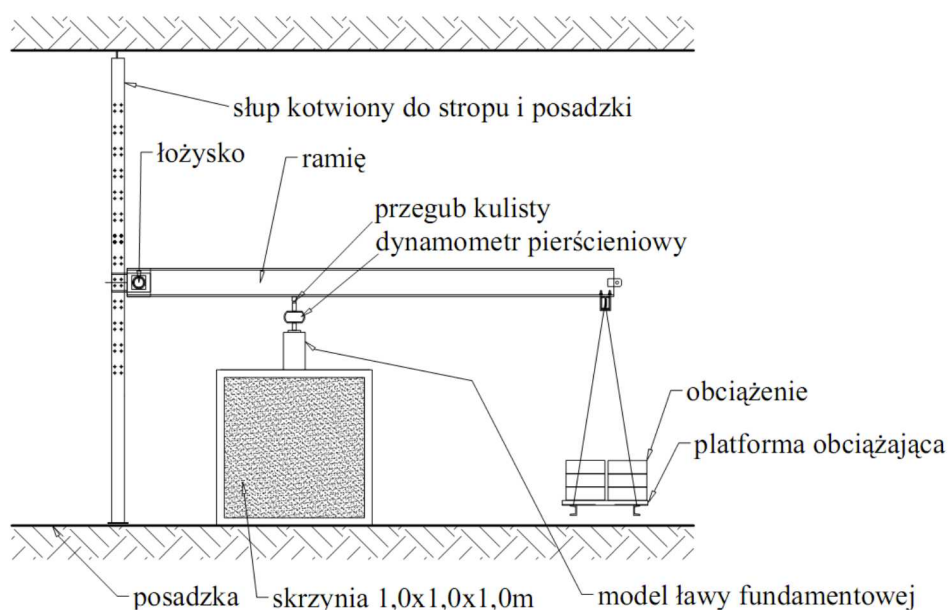 słup kotwiony do stropu i posadzki
łożysko
ramię
przegub kulisty
dynamometr pierścieniowy
obciążenie
platforma obciążająca
posadzka
skrzynia 1,0x1,0x1,0m
model ławy fundamentowej